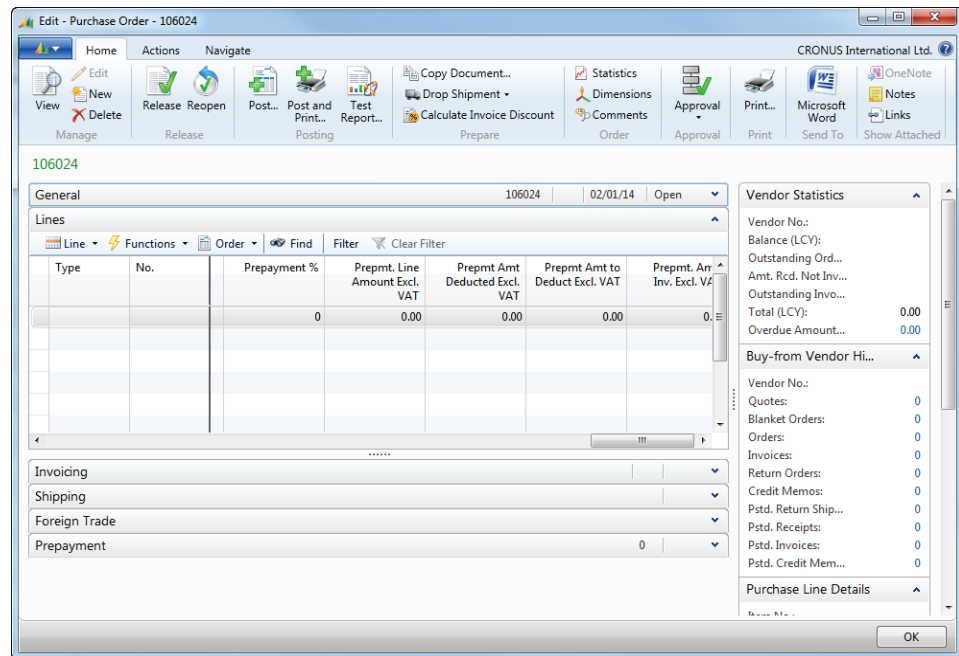 Edit - Purchase Order - 106024
Home Actions Navigate CRONUS International Ltd.
View Edit New Delete
Manage
Release Reopen
Release
Post... Post and Print... Test Report...
Posting
Copy Document...
Drop Shipment
Calculate Invoice Discount
Prepare
Statistics
Dimensions
Comments
Order
Approval
Approval
Print...
Print
Microsoft Word
Send To
OneNote
Notes
Links
Show Attached
106024
General 106024 02/01/14 Open
Lines
Line Functions Order Find Filter Clear Filter
Type No. Prepayment % Prepmt. Line Amount Excl. VAT Prepmt Amt Deducted Excl. VAT Prepmt Amt to Deduct Excl. VAT Prepmt. Inv. Excl.
0 0.00 0.00 0.00
Invoicing
Shipping
Foreign Trade
Prepayment 0
Vendor Statistics
Vendor No.:
Balance (LCY):
Outstanding Ord...
Amt. Rcd. Not Inv...
Outstanding Invo...
Total (LCY): 0.00
Overdue Amount... 0.00
Buy-from Vendor Hi...
Vendor No.:
Quotes: 0
Blanket Orders: 0
Orders: 0
Invoices: 0
Return Orders: 0
Credit Memos: 0
Pstd. Return Ship... 0
Pstd. Receipts: 0
Pstd. Invoices: 0
Pstd. Credit Mem... 0
Purchase Line Details
OK